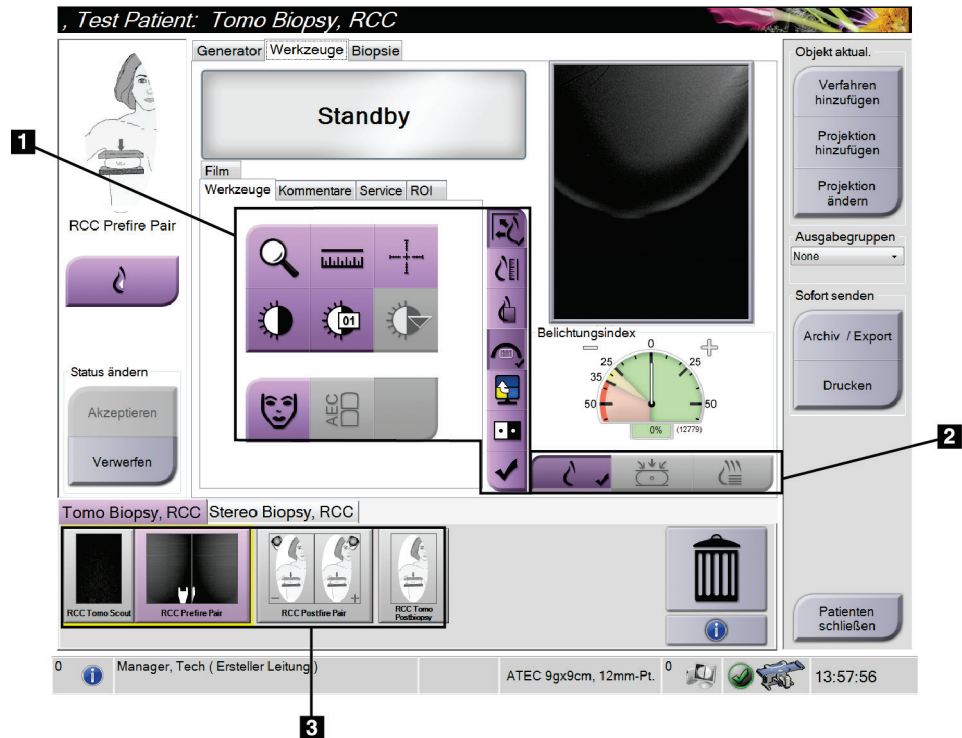 , Test Patient: Tomo Biopsy, RCC
Generator Werkzeuge Biopsie
Objekt aktual.
Verfahren
hinzufügen
Projektion
hinzufügen
Projektion
ändern
Standby
1
Film
Werkzeuge Kommentare Service ROI
RCC Prefire Pair
Ausgabegruppen
None
01
Sofort senden
Archiv / Export
Drucken
Belichtungsindex
0
25 25
35
50 50
0% (12779)
Status ändern
Akzeptieren
Verwerfen
AEC
2
Tomo Biopsy, RCC Stereo Biopsy, RCC
RCC Tomo Scout
RCC Prefire Pair
- +
RCC Postfire Pair
RCC Tomo
Postbiopsy
Patienten
schließen
0 Manager, Tech ( Ersteller Leitung ) ATEC 9gx9cm, 12mm-Pt. 0 13:57:56
3